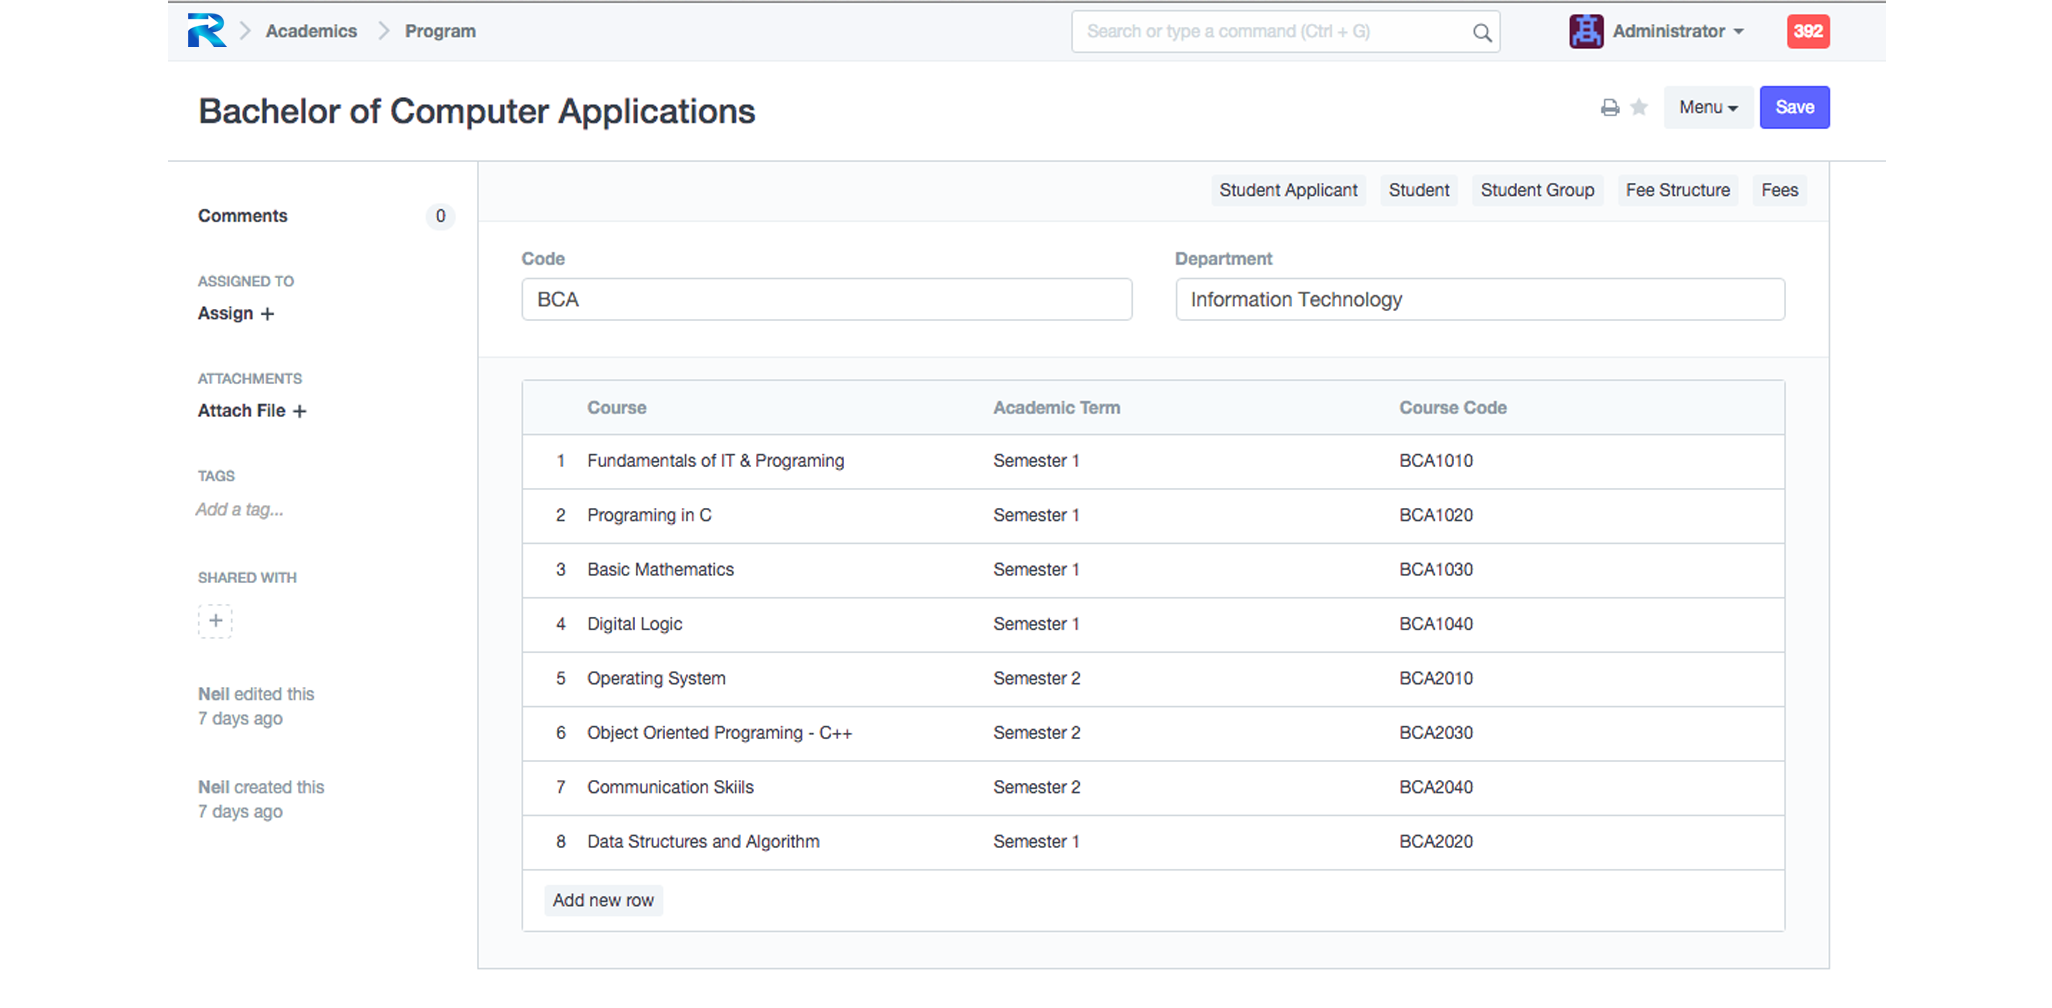 Academics Program Search or type a command (Ctrl + G) Administrator 392
Bachelor of Computer Applications Menu Save
Comments 0
ASSIGNED TO
Assign +
ATTACHMENTS
Attach File +
TAGS
Add a tag...
SHARED WITH
+
Neil edited this
7 days ago
Neil created this
7 days ago
Student Applicant Student Student Group Fee Structure Fees
Code Department
BCA Information Technology
Course Academic Term Course Code
1 Fundamentals of IT & Programing Semester 1 BCA1010
2 Programing in C Semester 1 BCA1020
3 Basic Mathematics Semester 1 BCA1030
4 Digital Logic Semester 1 BCA1040
5 Operating System Semester 2 BCA2010
6 Object Oriented Programing - C++ Semester 2 BCA2030
7 Communication Skiils Semester 2 BCA2040
8 Data Structures and Algorithm Semester 1 BCA2020
Add new row